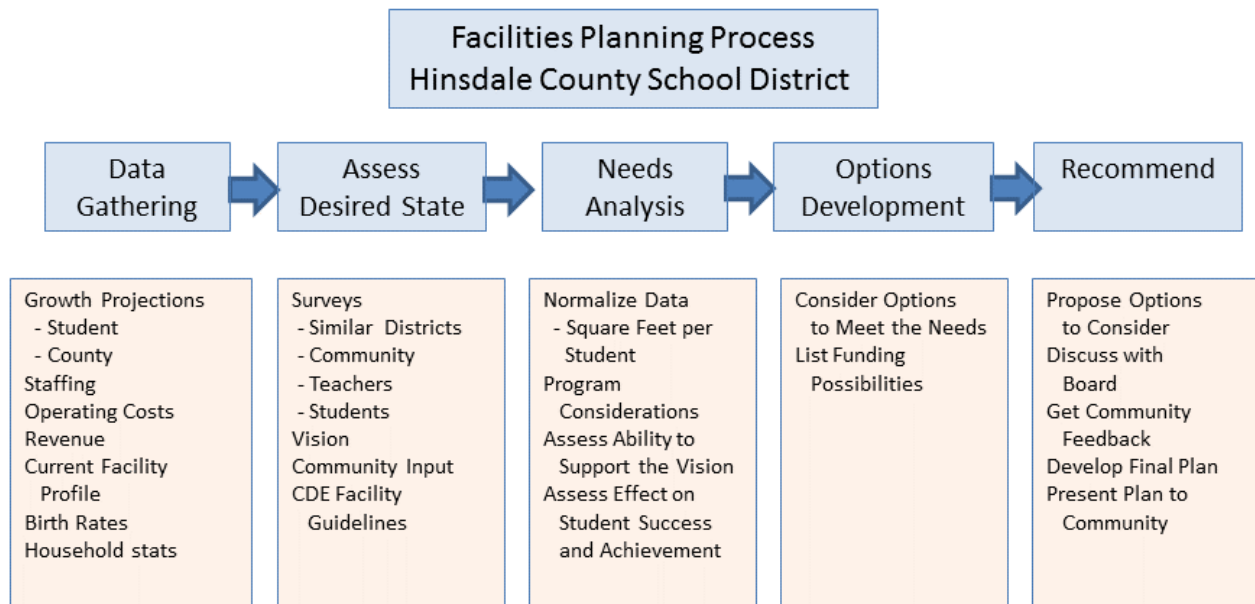 Facilities Planning Process
Hinsdale County School District
Data
Gathering
Assess
Desired State
Needs
Analysis
Options
Development
Recommend
Growth Projections
- Student
- County
Staffing
Operating Costs
Revenue
Current Facility
Profile
Birth Rates
Household stats
Surveys
- Similar Districts
- Community
- Teachers
- Students
Vision
Community Input
CDE Facility
Guidelines
Normalize Data
- Square Feet per
Student
Program
Considerations
Assess Ability to
Support the Vision
Assess Effect on
Student Success
and Achievement
Consider Options
to Meet the Needs
List Funding
Possibilities
Propose Options
to Consider
Discuss with
Board
Get Community
Feedback
Develop Final Plan
Present Plan to
Community